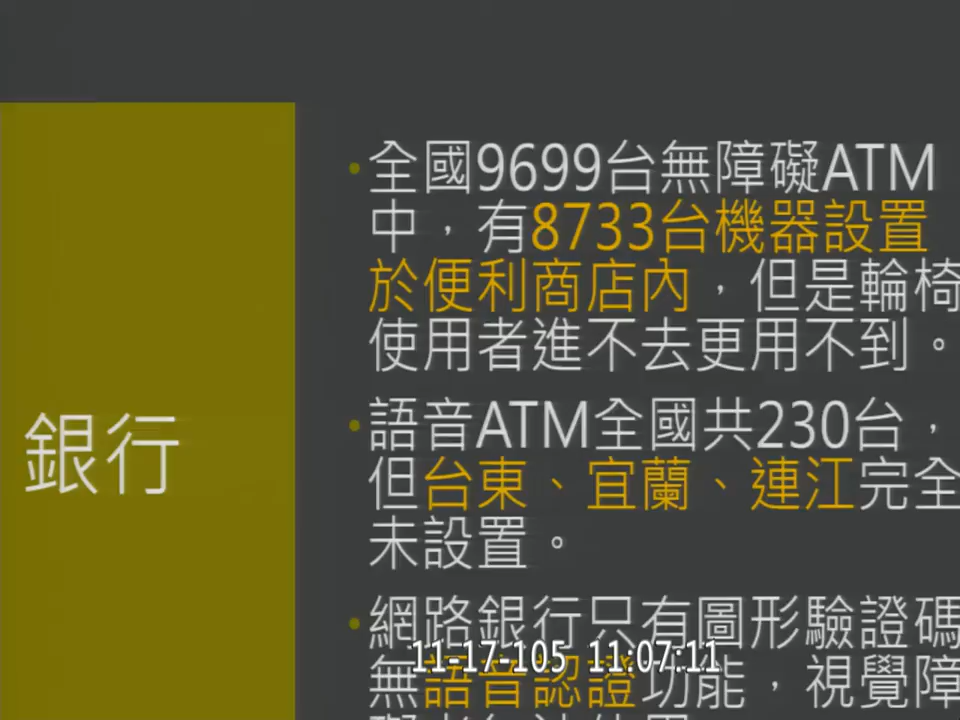 銀行
全國9699台無障礙ATM
中，有8733台機器設置
於便利商店內，但是輪椅
使用者進不去更用不到。
語音ATM全國共230台，
但台東、宜蘭、連江完全
未設置。
網路銀行只有圖形驗證碼
無語音認證功能，視覺障
11-17-105 11:07:11